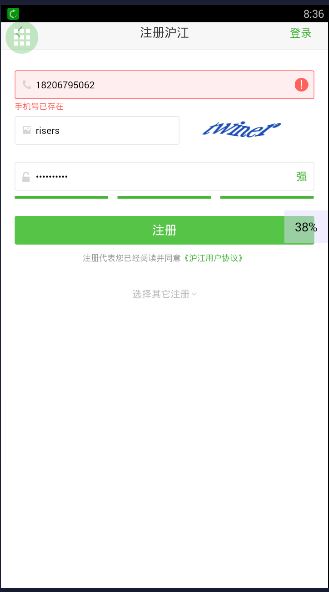 8:36
注册沪江
登录
18206795062
手机号已存在
risers
twiner
••••••••••
强
注册
38%
注册代表您已经阅读并同意《沪江用户协议》
选择其它注册